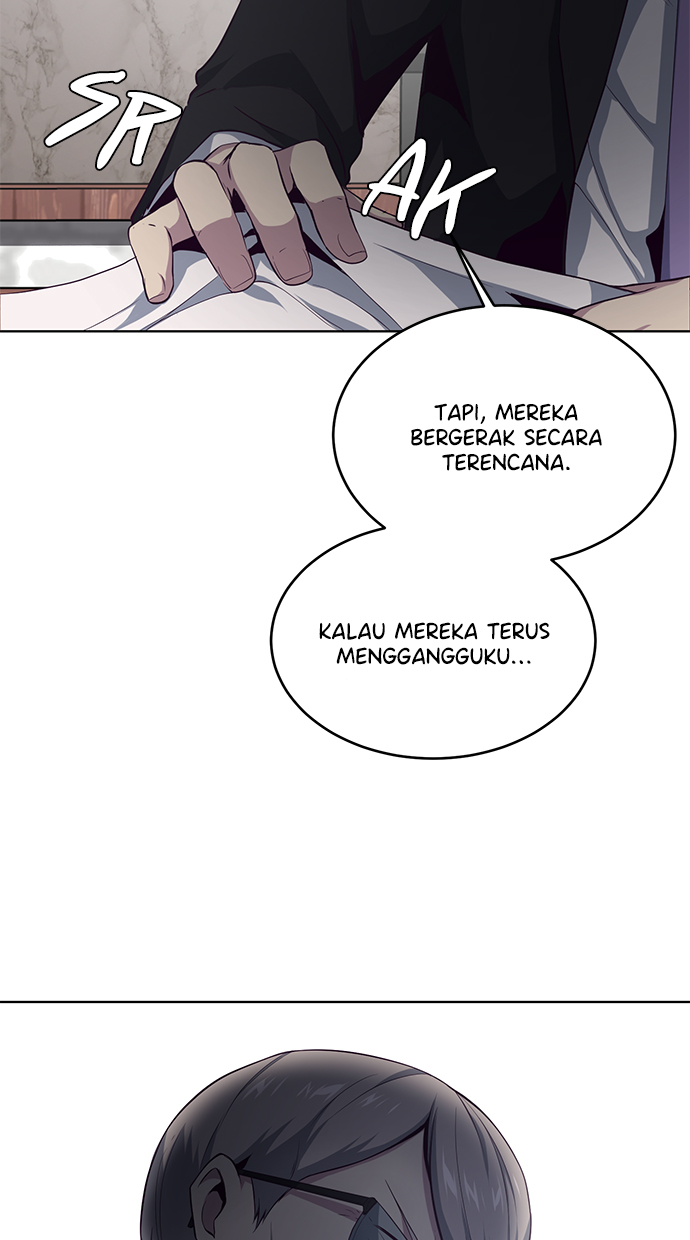 SR
AK
TAPI, MEREKA
BERGERAK SECARA
TERENCANA.
KALAU MEREKA TERUS
MENGGANGGUKU...